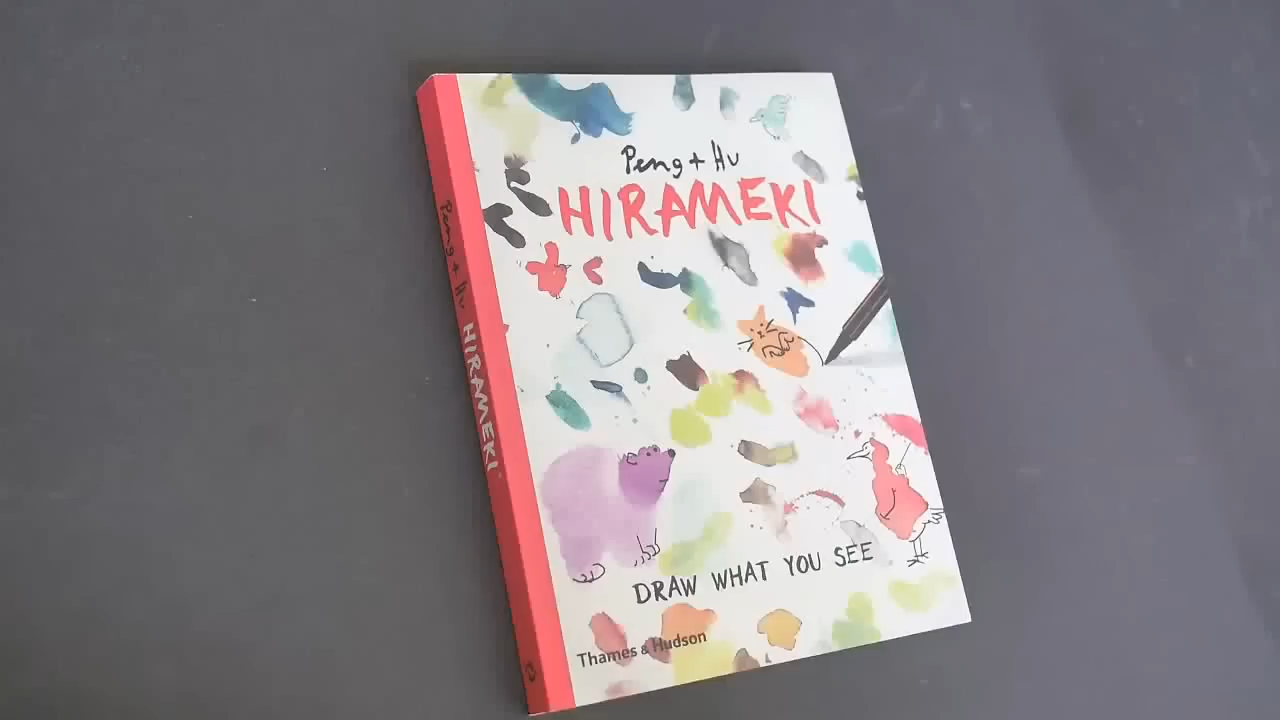 Peng + Hu
HIRAMEKI
DRAW WHAT YOU SEE
Thames & Hudson
Peng + Hu HIRAMEKI